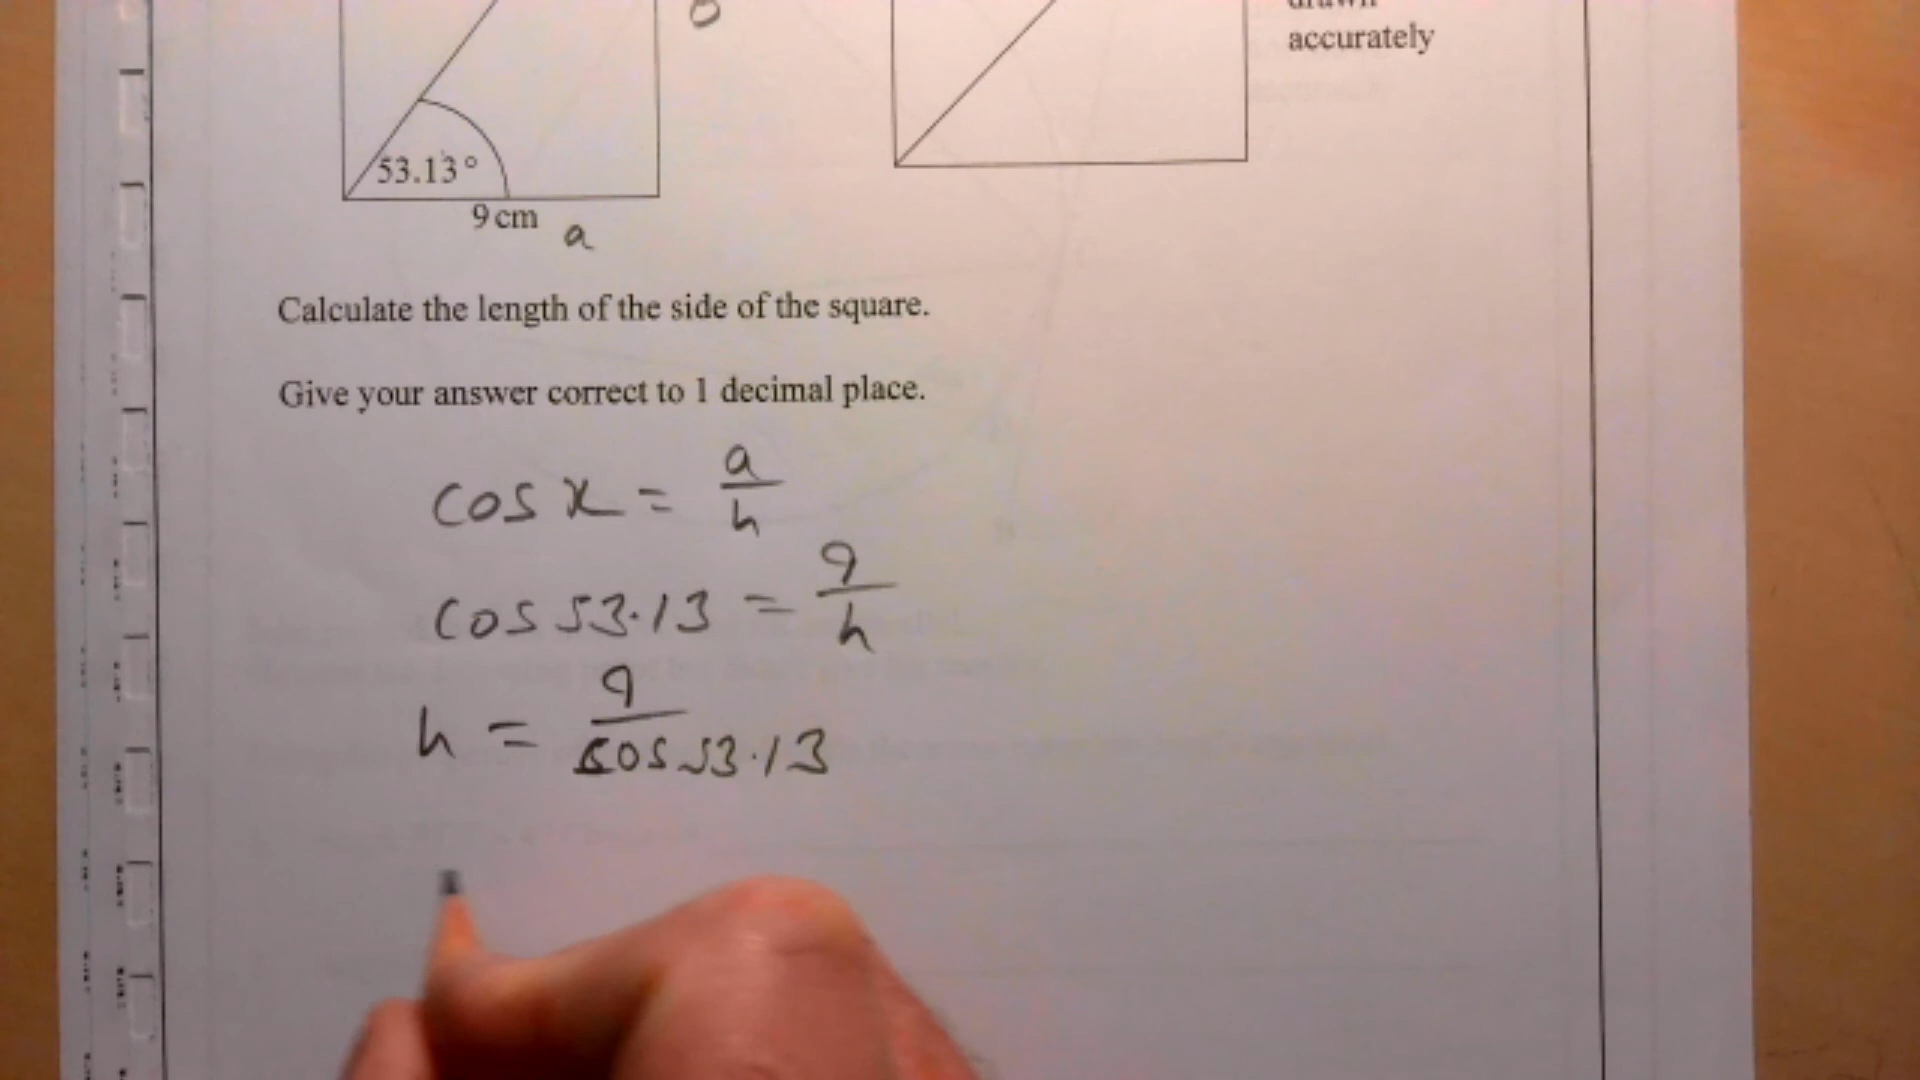 o
accurately
53.13°
9 cm
a
Calculate the length of the side of the square.
Give your answer correct to 1 decimal place.
cos x = a/h
cos 53.13 = 9/h
h = 9/cos 53.13